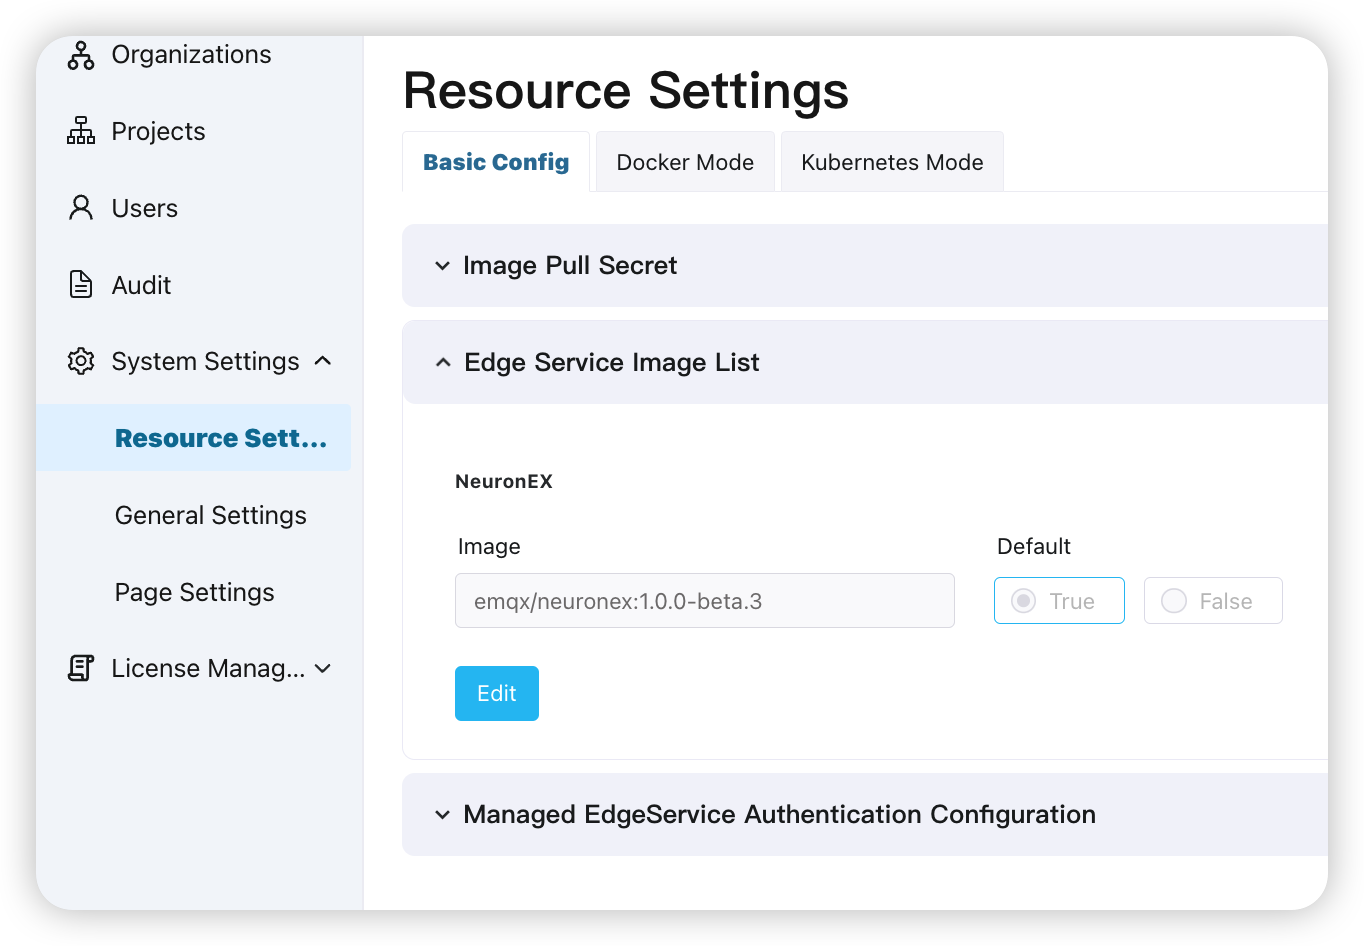 Organizations
Projects
Users
Audit
System Settings
Resource Sett...
General Settings
Page Settings
License Manag...
Resource Settings
Basic Config
Docker Mode
Kubernetes Mode
Image Pull Secret
Edge Service Image List
NeuronEX
Image
Default
emqx/neuronex:1.0.0-beta.3
True
False
Edit
Managed EdgeService Authentication Configuration